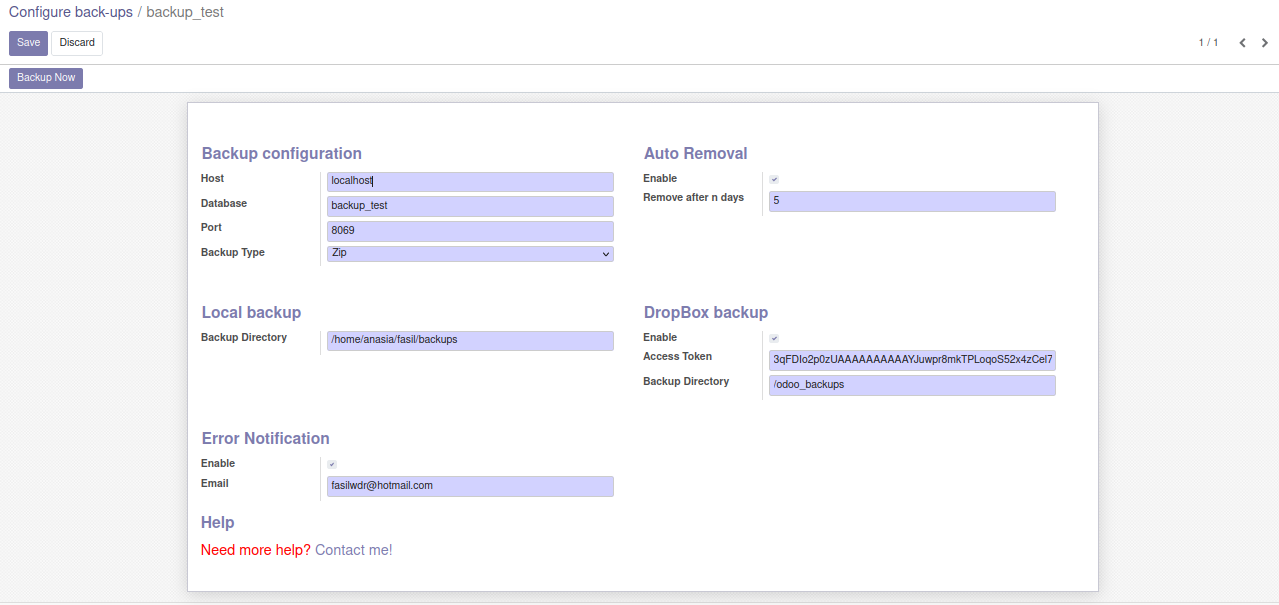 Configure back-ups / backup_test
Save Discard 1 / 1
Backup Now
Backup configuration
Host localhost
Database backup_test
Port 8069
Backup Type Zip
Auto Removal
Enable
Remove after n days 5
Local backup
Backup Directory /home/anasia/fasil/backups
DropBox backup
Enable
Access Token 3qFDIo2p0zUAAAAAAAAAAYJuwpr8mkTPLoqoS52x4zCel7
Backup Directory /odoo_backups
Error Notification
Enable
Email fasilwdr@hotmail.com
Help
Need more help? Contact me!